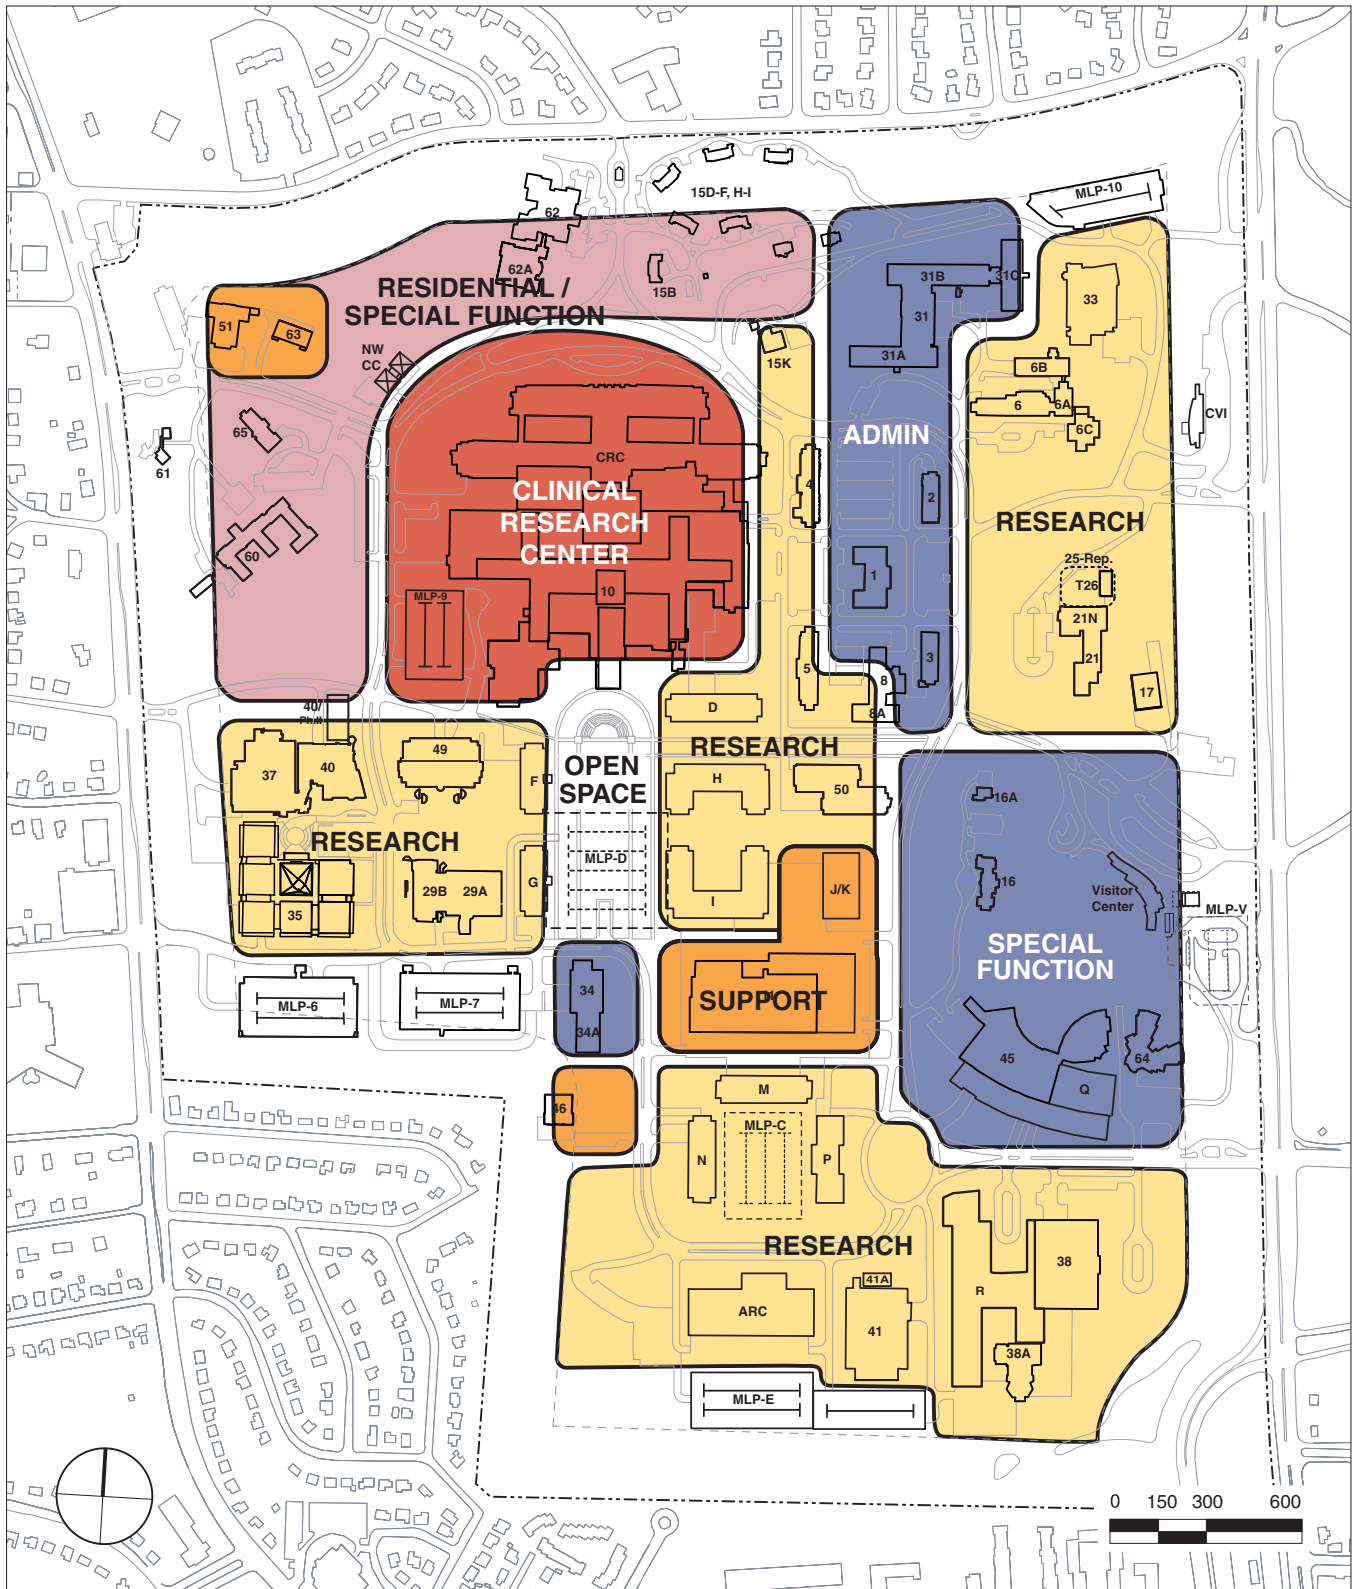 MLP-10
15D-F, H-I
62
62A
31B
31C
15B
RESIDENTIAL /
SPECIAL FUNCTION
33
31
51
63
NW
CC
15K
31A
6B
6
6A
6C
CVI
65
61
ADMIN
CRC
4
2
CLINICAL
RESEARCH
CENTER
RESEARCH
60
25-Rep.
T26
1
10
MLP-9
21N
21
5
3
8
8A
17
40/
Ph.II
D
RESEARCH
49
37
40
F
OPEN
SPACE
H
50
16A
RESEARCH
MLP-D
29B
29A
G
35
I
J/K
16
Visitor
Center
MLP-V
SPECIAL
FUNCTION
MLP-6
MLP-7
34
34A
SUPPORT
45
64
Q
46
M
MLP-C
N
P
RESEARCH
38
R
41A
ARC
41
38A
MLP-E
0 150 300 600